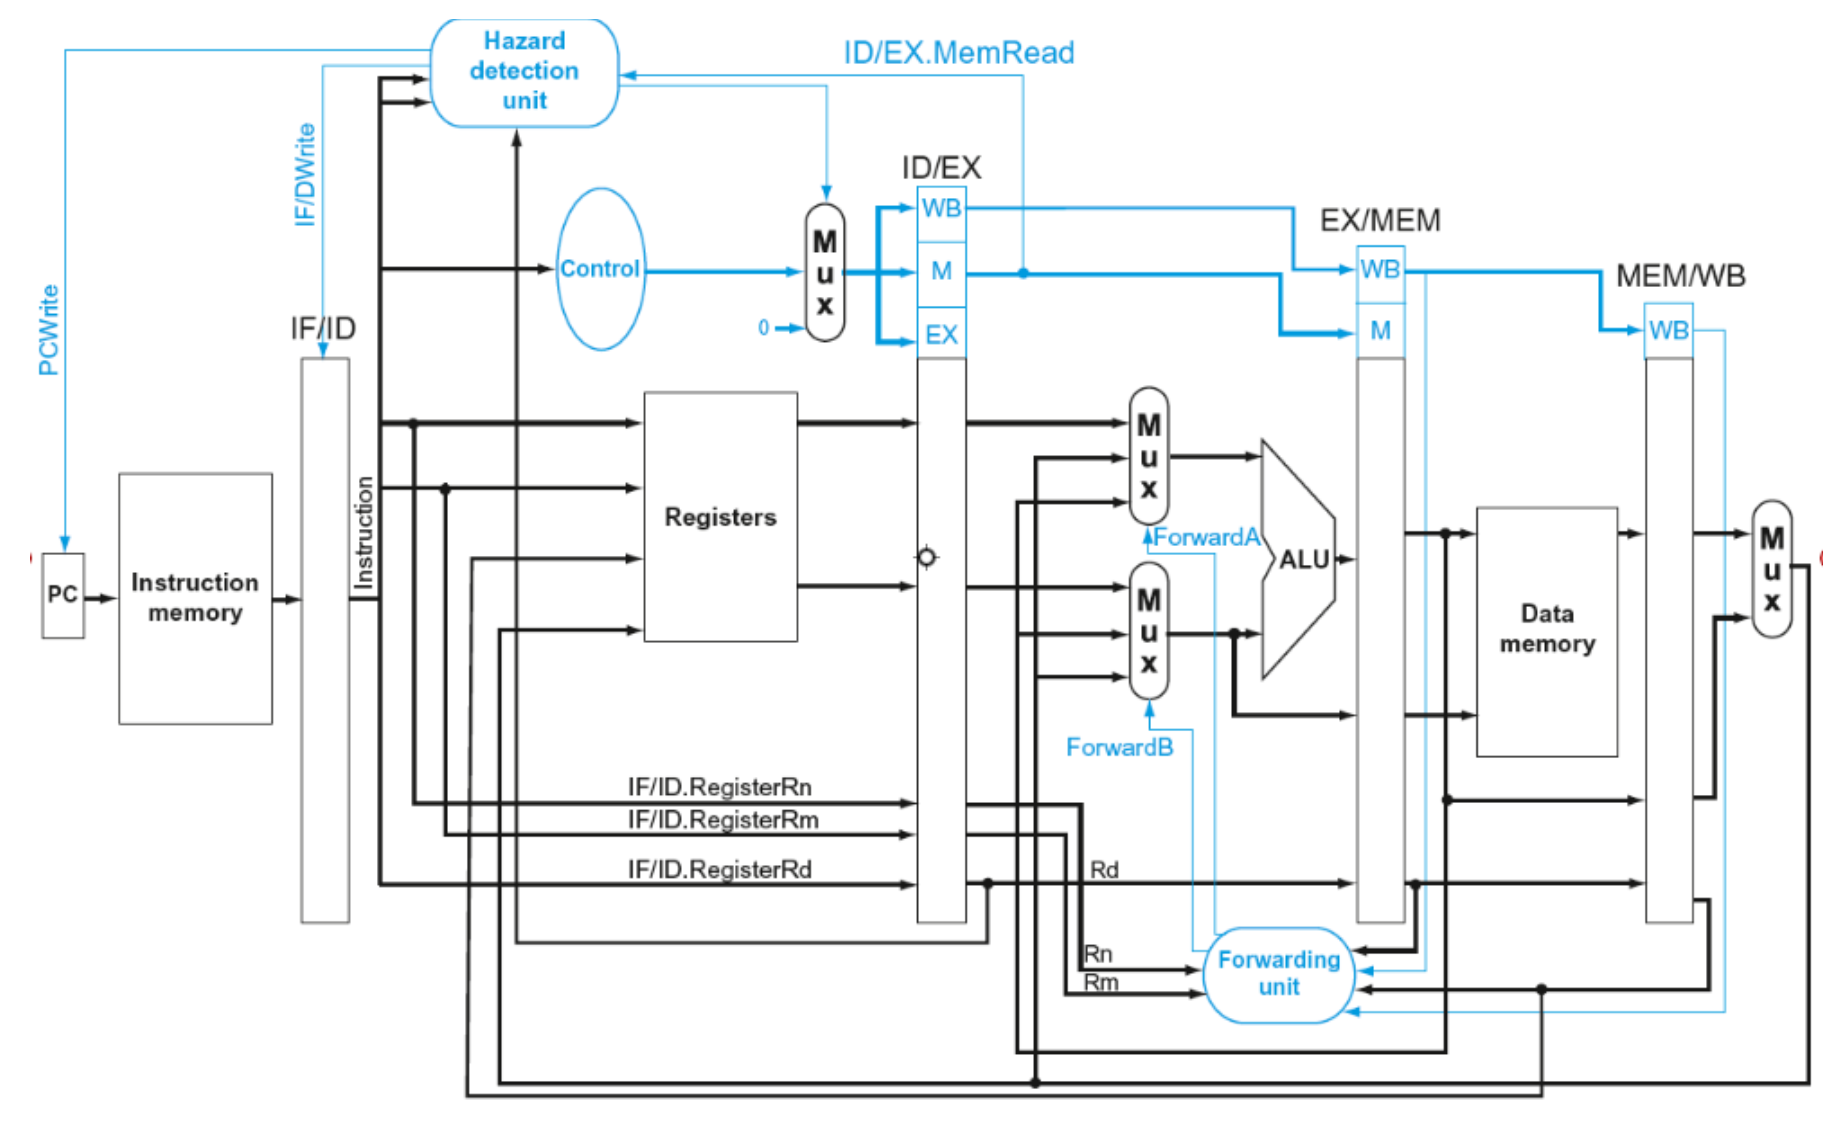 Hazard
detection
unit
ID/EX.MemRead
IF/DWrite
PCWrite
ID/EX
WB
M
EX
Control
0
M
u
x
EX/MEM
WB
M
MEM/WB
WB
IF/ID
PC
Instruction
memory
Instruction
Registers
M
u
x
ForwardA
M
u
x
ForwardB
ALU
Data
memory
M
u
x
IF/ID.RegisterRn
IF/ID.RegisterRm
IF/ID.RegisterRd
Rd
Rn
Rm
Forwarding
unit